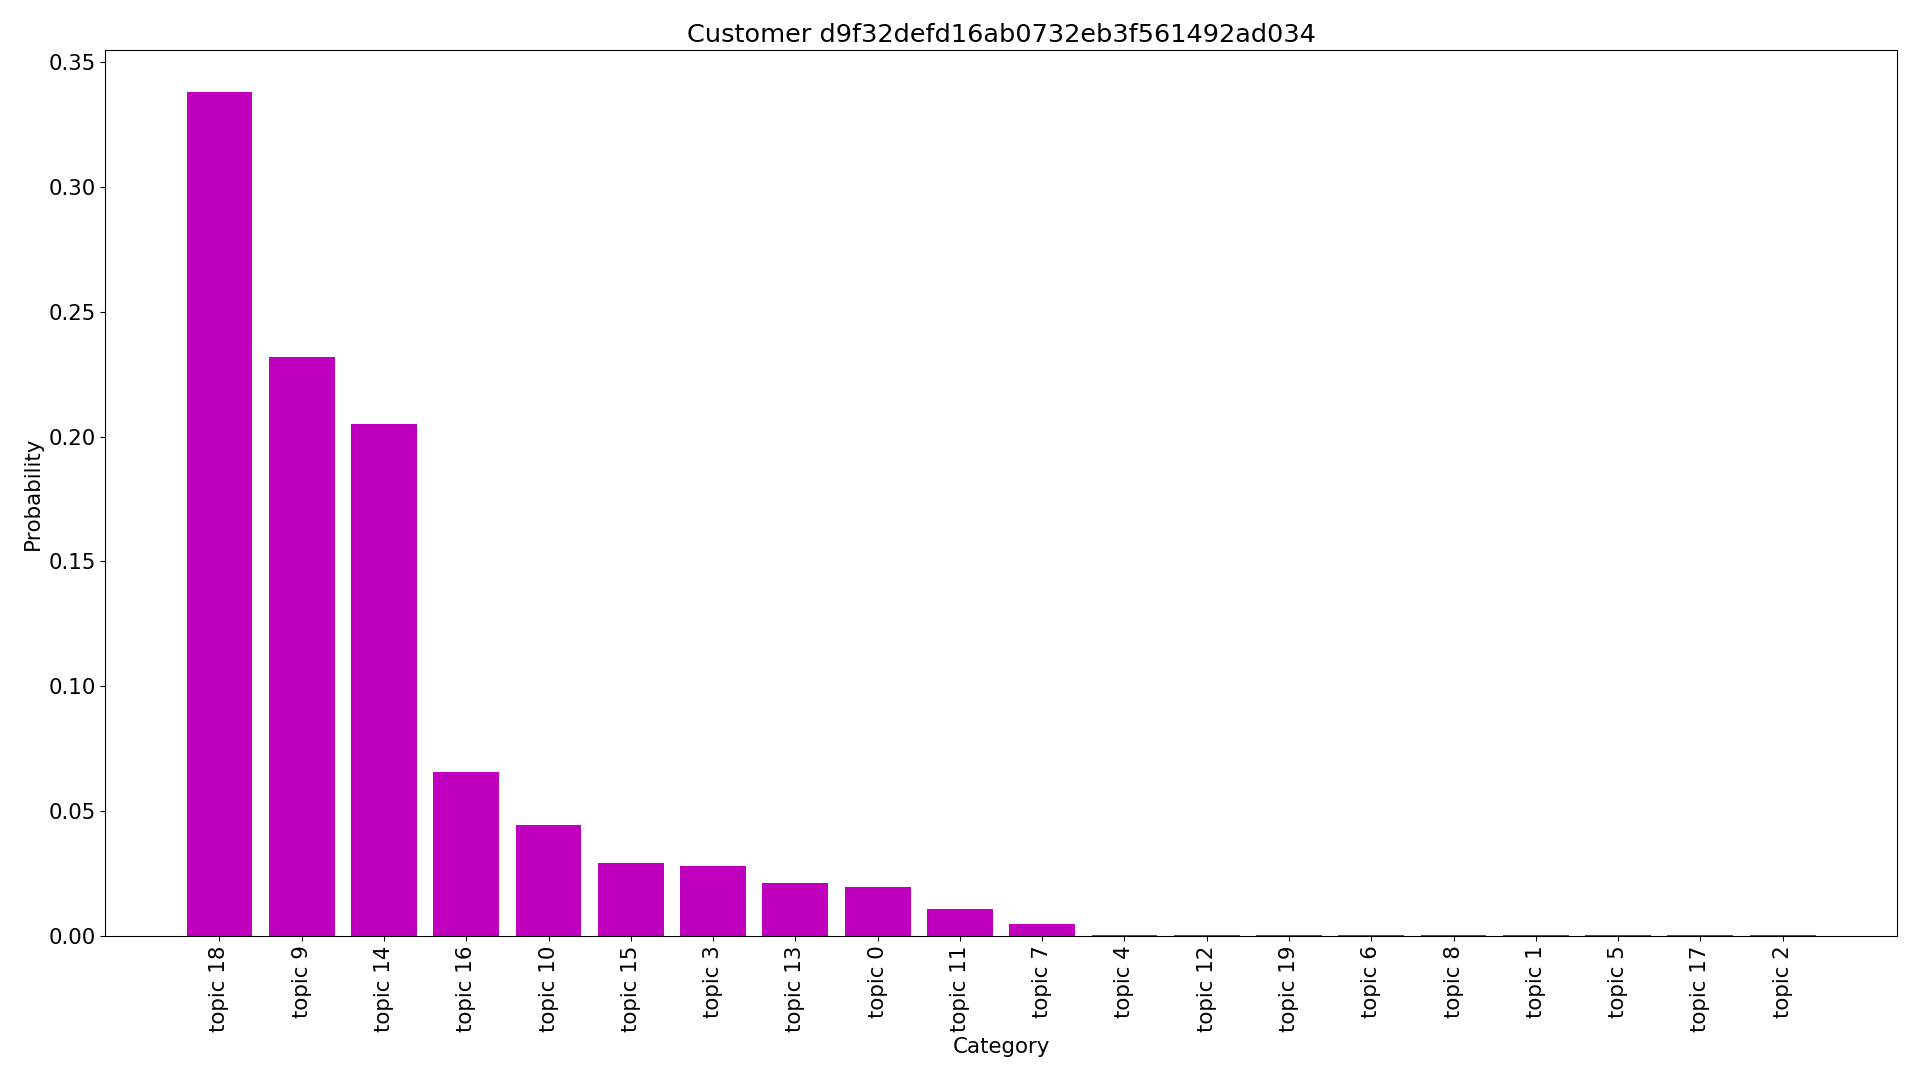 Customer d9f32defd16ab0732eb3f561492ad034
0.35
0.30
0.25
0.20
0.15
0.10
0.05
0.00
Probability
topic 18
topic 9
topic 14
topic 16
topic 10
topic 15
topic 3
topic 13
topic 0
topic 11
topic 7
topic 4
topic 12
topic 19
topic 6
topic 8
topic 1
topic 5
topic 17
topic 2
Category